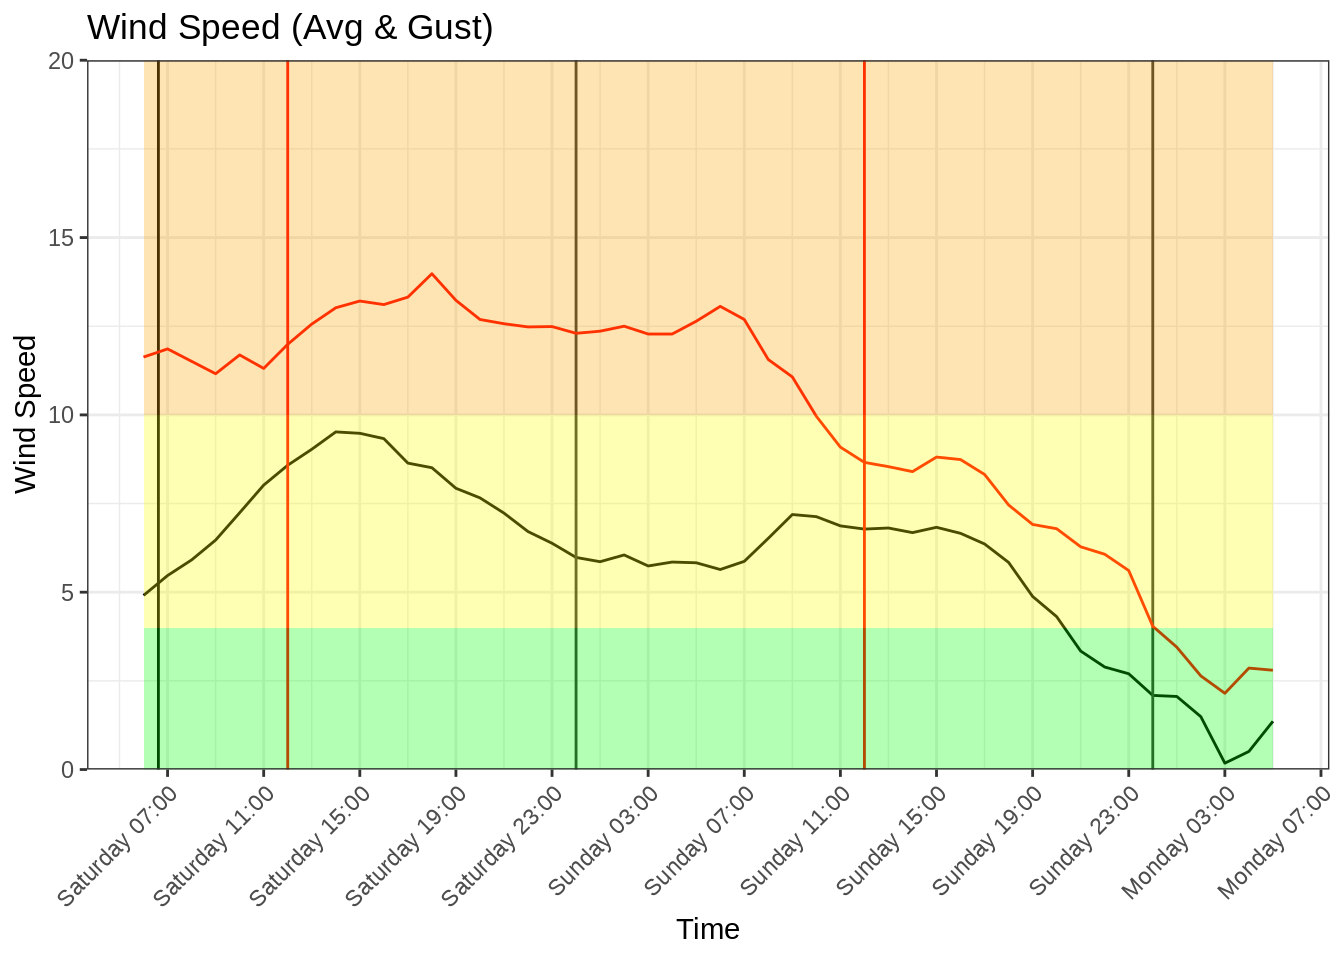 Wind Speed (Avg & Gust)
20
15
10
5
0
Wind Speed
Saturday 07:00
Saturday 11:00
Saturday 15:00
Saturday 19:00
Saturday 23:00
Sunday 03:00
Sunday 07:00
Sunday 11:00
Sunday 15:00
Sunday 19:00
Sunday 23:00
Monday 03:00
Monday 07:00
Time